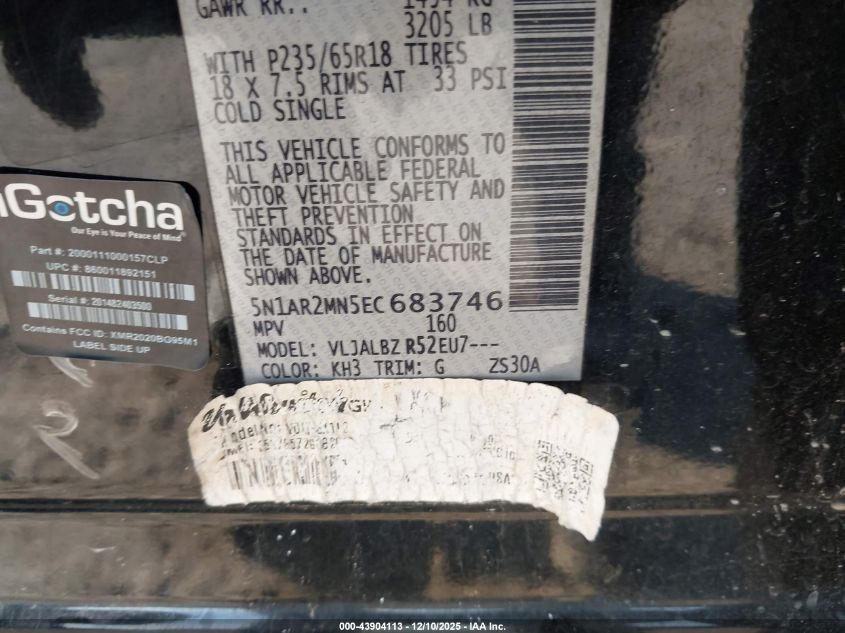 GAWR RR.:
3205 LB
WITH P235/65R18 TIRES
18 X 7.5 RIMS AT 33 PSI
COLD SINGLE
THIS VEHICLE CONFORMS TO
ALL APPLICABLE FEDERAL
MOTOR VEHICLE SAFETY AND
THEFT PREVENTION
STANDARDS IN EFFECT ON
THE DATE OF MANUFACTURE
SHOWN ABOVE.
5N1AR2MN5EC683746
MPV 160
MODEL: VLJALBZ R52EU7---
COLOR: KH3 TRIM: G ZS30A
Gotcha
Our Eye is Your Peace of Mind®
Part #: 2000111000157CLP
UPC #: 860011892151
Serial #: 201482403500
Contains FCC ID: XMR2020BG95M1
LABEL SIDE UP
000-43904113 - 12/10/2025 - IAA Inc.